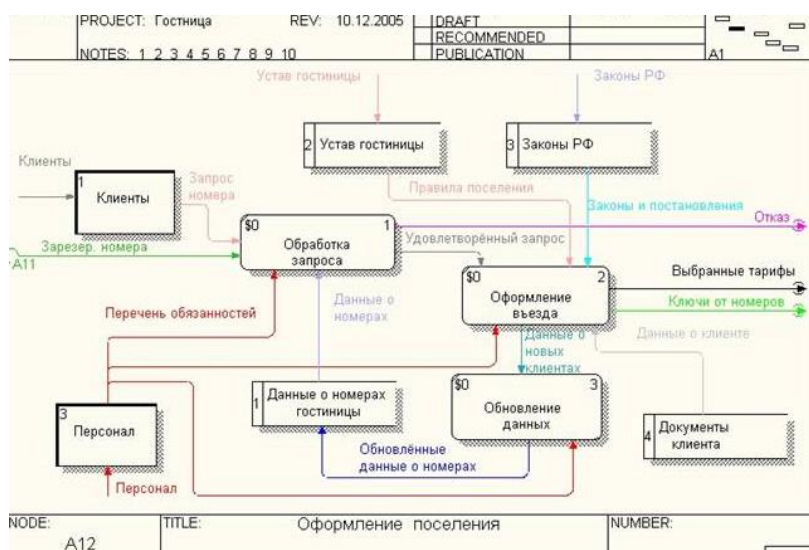 PROJECT: Гостница
REV: 10.12.2005
DRAFT
RECOMMENDED
NOTES: 1 2 3 4 5 6 7 8 9 10
PUBLICATION
A1
Устав гостиницы
Законы РФ
2 Устав гостиницы
3 Законы РФ
Клиенты
1
Клиенты
Запрос
номера
Правила поселения
Законы и постановления
Отказ
Зарезер. номера
A11
$0 1
Обработка
запроса
Удовлетворённый запрос
Выбранные тарифы
$0 2
Оформление
въезда
Ключи от номеров
Перечень обязанностей
Данные о
номерах
Данные о
новых
клиентах
Данные о клиенте
3
Персонал
1 Данные о номерах
гостиницы
$0 3
Обновление
данных
4 Документы
клиента
Обновлённые
данные о номерах
Персонал
NODE:
A12
TITLE:
Оформление поселения
NUMBER: